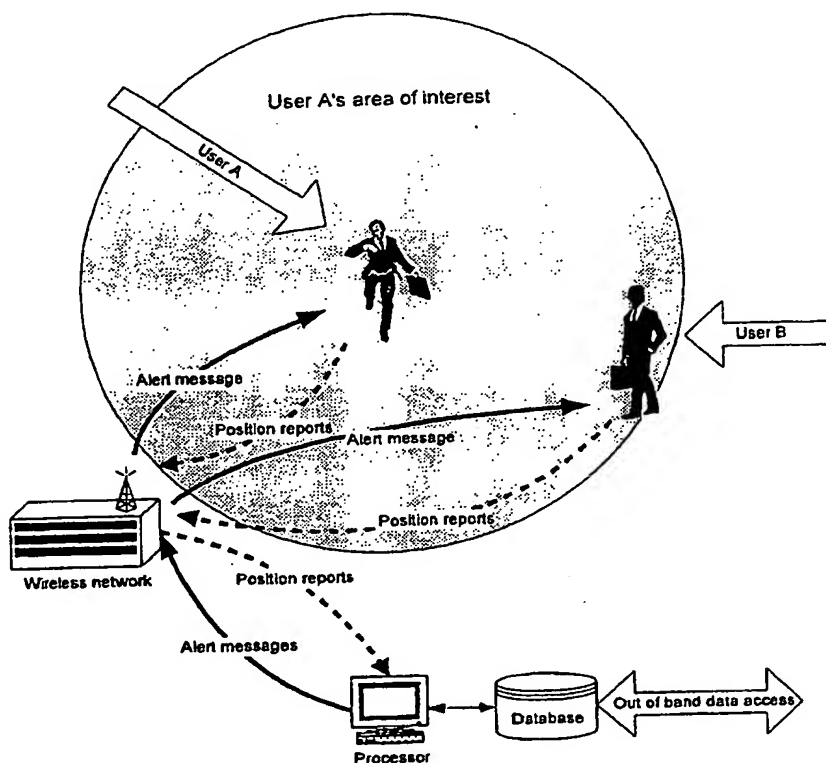 User A's area of interest
User A
User B
Alert message
Position reports
Alert message
Position reports
Wireless network
Position reports
Alert messages
Out of band data access
Database
Processor